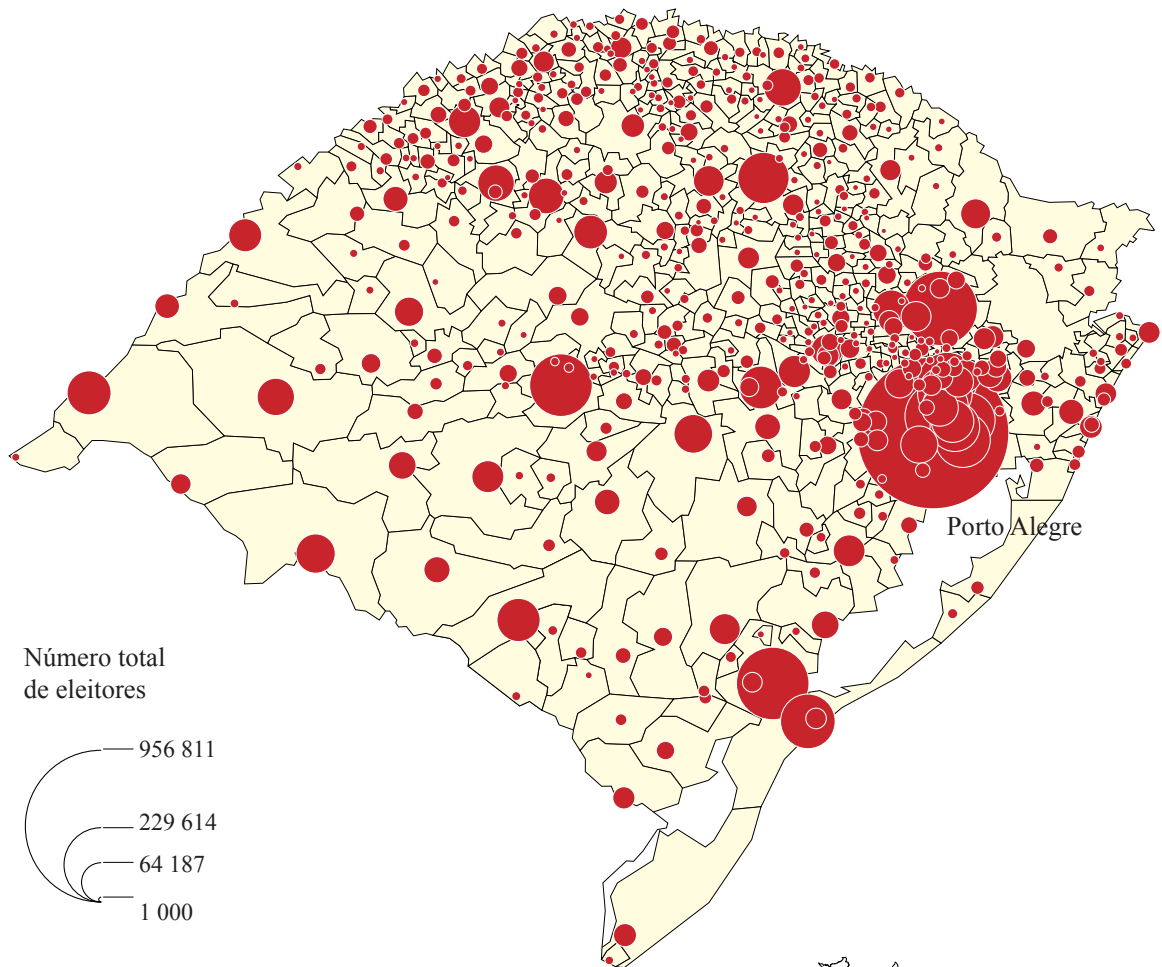 Porto Alegre
Número total
de eleitores
956 811
229 614
64 187
1 000